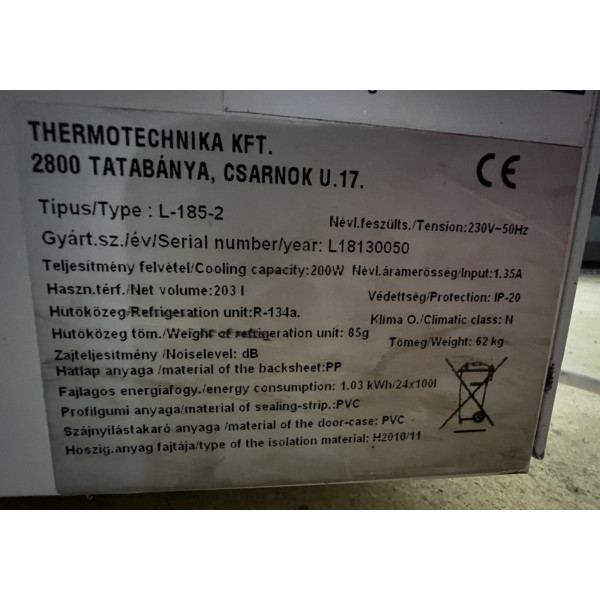 THERMOTECHNIKA KFT.
2800 TATABÁNYA, CSARNOK U.17.
CE
Típus/Type : L-185-2
Névl.feszülts./Tension:230V~50Hz
Gyárt.sz./év/Serial number/year: L18130050
Teljesítmény felvétel/Cooling capacity:200W
Névl.áramerösség/Input:1.35A
Haszn.térf./Net volume:203 l
Védettség/Protection: IP-20
Hütöközeg/Refrigeration unit:R-134a.
Klíma O./Climatic class: N
Hütöközeg töm./Weight of refrigeration unit: 85g
Tömeg/Weight: 62 kg
Zajteljesitmény /Noiselevel: dB
Hátlap anyaga /material of the backsheet:PP
Fajlagos energiafogy./energy consumption: 1.03 kWh/24x100l
Profilgumi anyaga/material of sealing-strip.:PVC
Szájnyílástakaró anyaga /material of the door-case: PVC
Hoszig.anyag fajtája/type of the isolation material: H2010/11